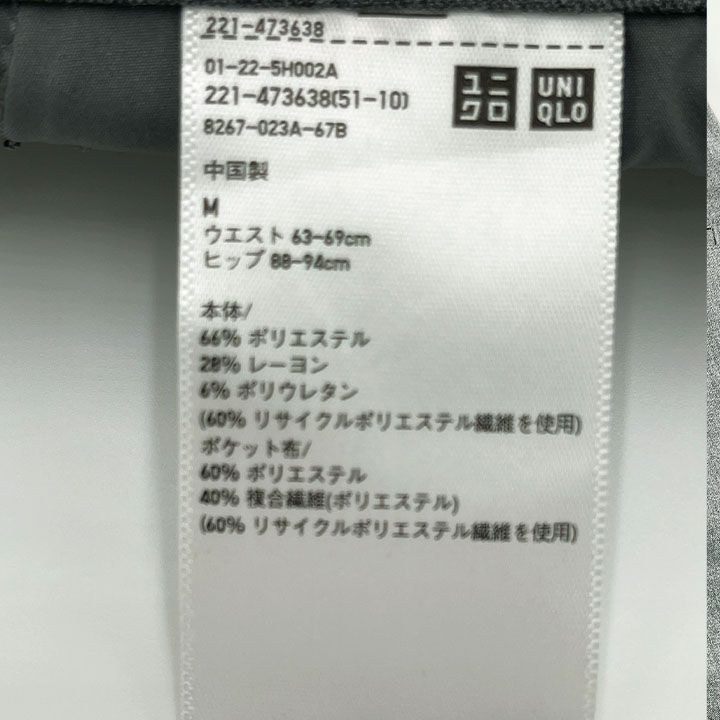 221-473638
01-22-5H002A
221-473638(51-10)
8267-023A-67B
ユニ
クロ
UNI
QLO
中国製
M
ウエスト 63-69cm
ヒップ 88-94cm
本体/
66% ポリエステル
28% レーヨン
6% ポリウレタン
(60% リサイクルポリエステル繊維を使用)
ポケット布/
60% ポリエステル
40% 複合繊維(ポリエステル)
(60% リサイクルポリエステル繊維を使用)